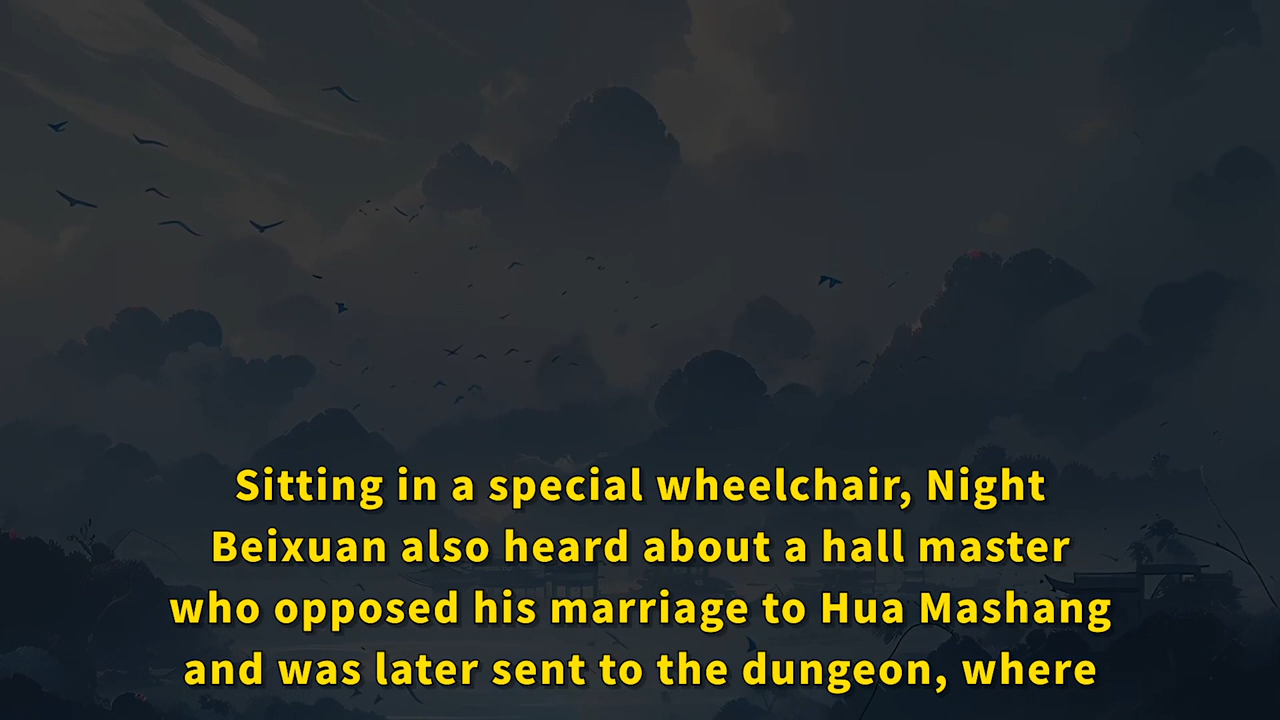 Sitting in a special wheelchair, Night
Beixuan also heard about a hall master
who opposed his marriage to Hua Mashang
and was later sent to the dungeon, where